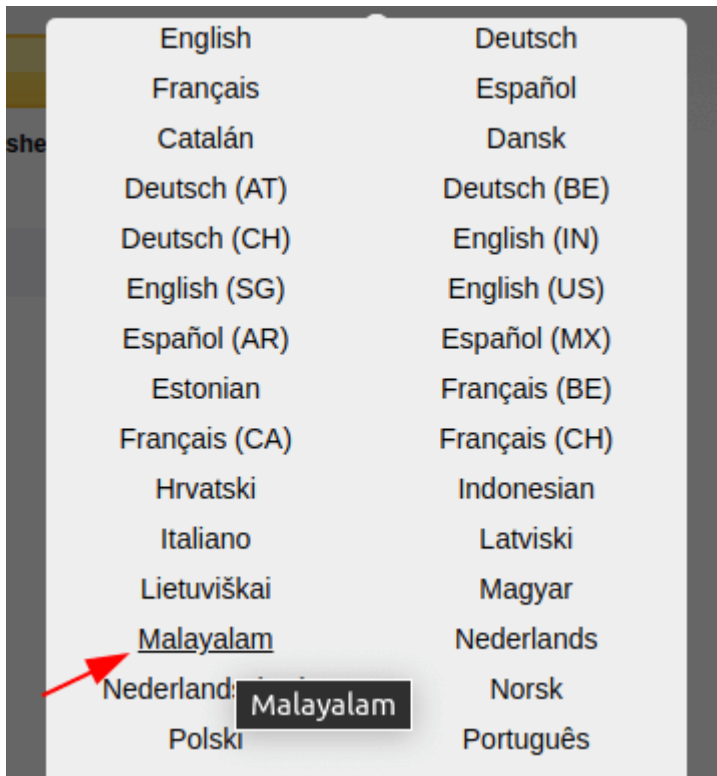 English Deutsch
Français Español
she Catalán Dansk
Deutsch (AT) Deutsch (BE)
Deutsch (CH) English (IN)
English (SG) English (US)
Español (AR) Español (MX)
Estonian Français (BE)
Français (CA) Français (CH)
Hrvatski Indonesian
Italiano Latviski
Lietuviškai Magyar
Malayalam Nederlands
Norsk
Malayalam
Polski Português